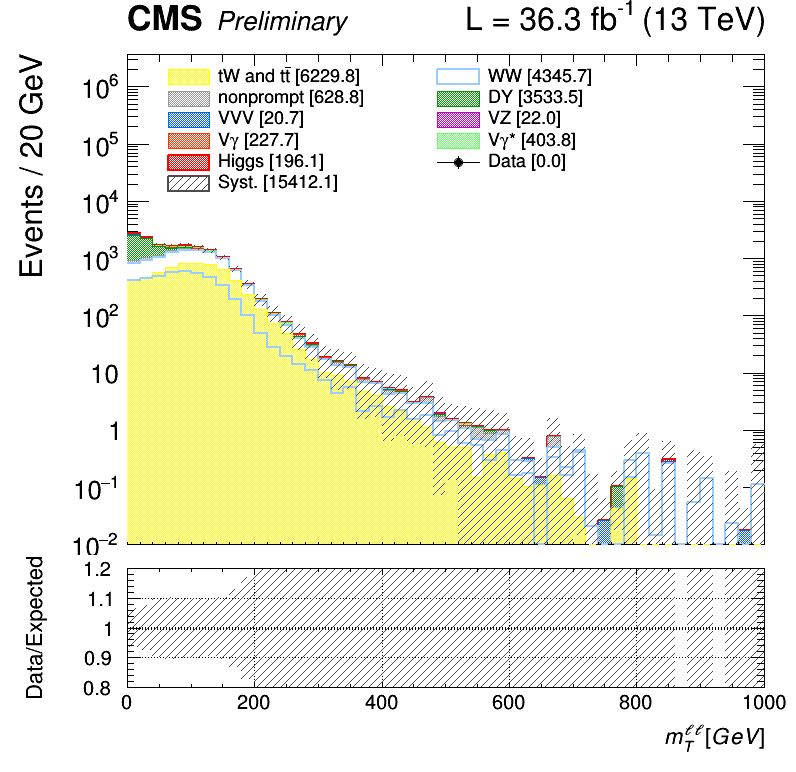 CMS Preliminary L = 36.3 fb⁻¹ (13 TeV)
Events / 20 GeV
tW and tt̄ [6229.8] WW [4345.7]
nonprompt [628.8] DY [3533.5]
VVV [20.7] VZ [22.0]
Vγ [227.7] Vγ* [403.8]
Higgs [196.1] Data [0.0]
Syst. [15412.1]
10⁶
10⁵
10⁴
10³
10²
10
1
10⁻¹
10⁻²
Data/Expected
1.2
1.1
1
0.9
0.8
0 200 400 600 800 1000
m_T^ℓℓ [GeV]